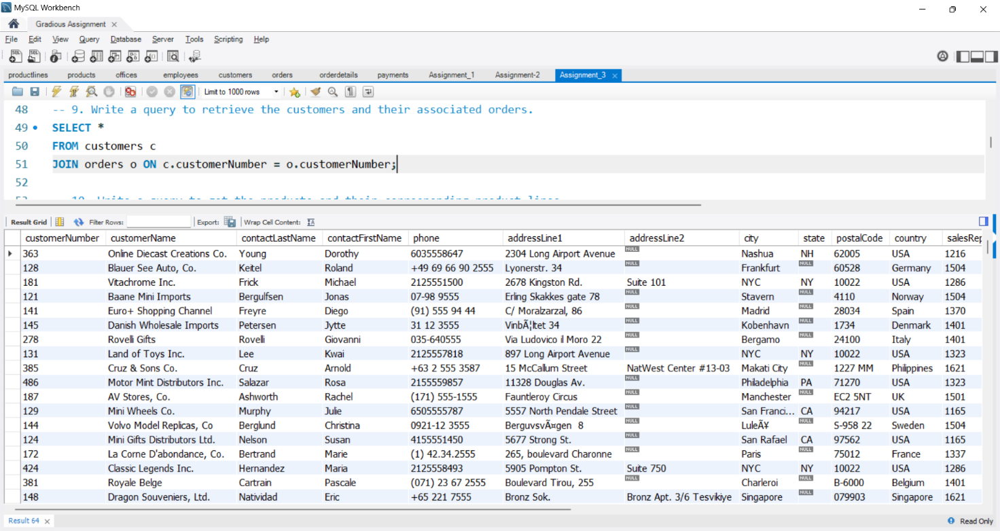 MySQL Workbench
Gradious Assignment
File Edit View Query Database Server Tools Scripting Help
productlines products offices employees customers orders orderdetails payments Assignment_1 Assignment-2 Assignment_3
Limit to 1000 rows
48 -- 9. Write a query to retrieve the customers and their associated orders.
49 SELECT *
50 FROM customers c
51 JOIN orders o ON c.customerNumber = o.customerNumber;
52
Result Grid Filter Rows: Export: Wrap Cell Content:
customerNumber customerName contactLastName contactFirstName phone addressLine1 addressLine2 city state postalCode country salesRep
363 Online Diecast Creations Co. Young Dorothy 6035558647 2304 Long Airport Avenue NULL Nashua NH 62005 USA 1216
128 Blauer See Auto, Co. Keitel Roland +49 69 66 90 2555 Lyonerstr. 34 NULL Frankfurt NULL 60528 Germany 1504
181 Vitachrome Inc. Frick Michael 2125551500 2678 Kingston Rd. Suite 101 NYC NY 10022 USA 1286
121 Baane Mini Imports Bergulfsen Jonas 07-98 9555 Erling Skakkes gate 78 NULL Stavern NULL 4110 Norway 1504
141 Euro+ Shopping Channel Freyre Diego (91) 555 94 44 C/ Moralzarzal, 86 NULL Madrid NULL 28034 Spain 1370
145 Danish Wholesale Imports Petersen Jytte 31 12 3555 VinbÃ¦ltet 34 NULL Kobenhavn NULL 1734 Denmark 1401
278 Rovelli Gifts Rovelli Giovanni 035-640555 Via Ludovico il Moro 22 NULL Bergamo NULL 24100 Italy 1401
131 Land of Toys Inc. Lee Kwai 2125557818 897 Long Airport Avenue NULL NYC NY 10022 USA 1323
385 Cruz & Sons Co. Cruz Arnold +63 2 555 3587 15 McCallum Street NatWest Center #13-03 Makati City NULL 1227 MM Philippines 1621
486 Motor Mint Distributors Inc. Salazar Rosa 2155559857 11328 Douglas Av. NULL Philadelphia PA 71270 USA 1323
187 AV Stores, Co. Ashworth Rachel (171) 555-1555 Fauntleroy Circus NULL Manchester NULL EC2 5NT UK 1501
129 Mini Wheels Co. Murphy Julie 6505555787 5557 North Pendale Street NULL San Franci... CA 94217 USA 1165
144 Volvo Model Replicas, Co Berglund Christina 0921-12 3555 BerguvsvÃ¤gen 8 NULL LuleÃ¥ NULL S-958 22 Sweden 1504
124 Mini Gifts Distributors Ltd. Nelson Susan 4155551450 5677 Strong St. NULL San Rafael CA 97562 USA 1165
172 La Corne D'abondance, Co. Bertrand Marie (1) 42.34.2555 265, boulevard Charonne NULL Paris NULL 75012 France 1337
424 Classic Legends Inc. Hernandez Maria 2125558493 5905 Pompton St. Suite 750 NYC NY 10022 USA 1286
381 Royale Belge Cartrain Pascale (071) 23 67 2555 Boulevard Tirou, 255 NULL Charleroi NULL B-6000 Belgium 1401
148 Dragon Souveniers, Ltd. Natividad Eric +65 221 7555 Bronz Sok. Bronz Apt. 3/6 Tesvikiye Singapore NULL 079903 Singapore 1621
Result 64 Read Only